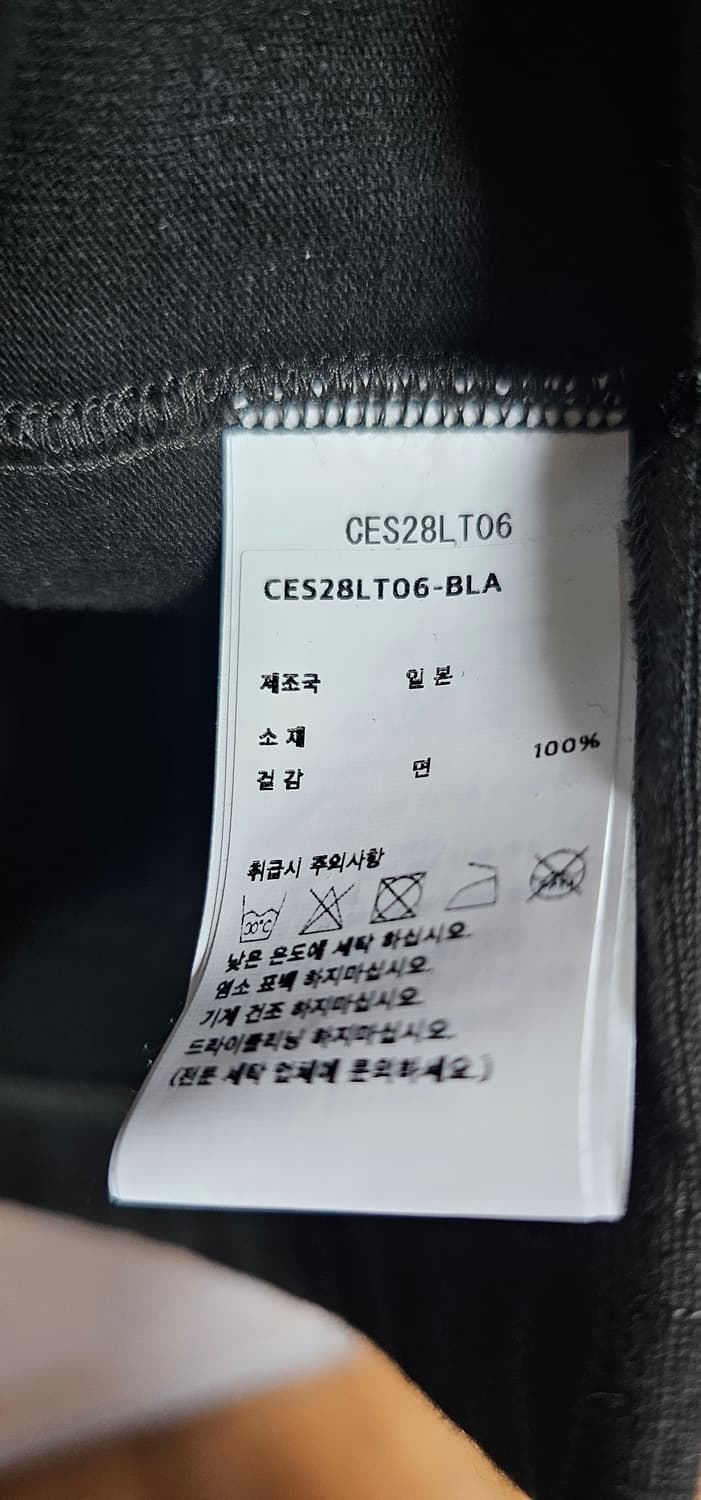 CES28LT06
CES28LT06-BLA
제조국 일 본
소 재
겉 감 면 100%
취급시 주의사항
30°C
낮은 온도에 세탁 하십시오.
염소 표백 하지마십시오.
기계 건조 하지마십시오.
드라이클리닝 하지마십시오.
(전문 세탁 업체에 문의하세요.)